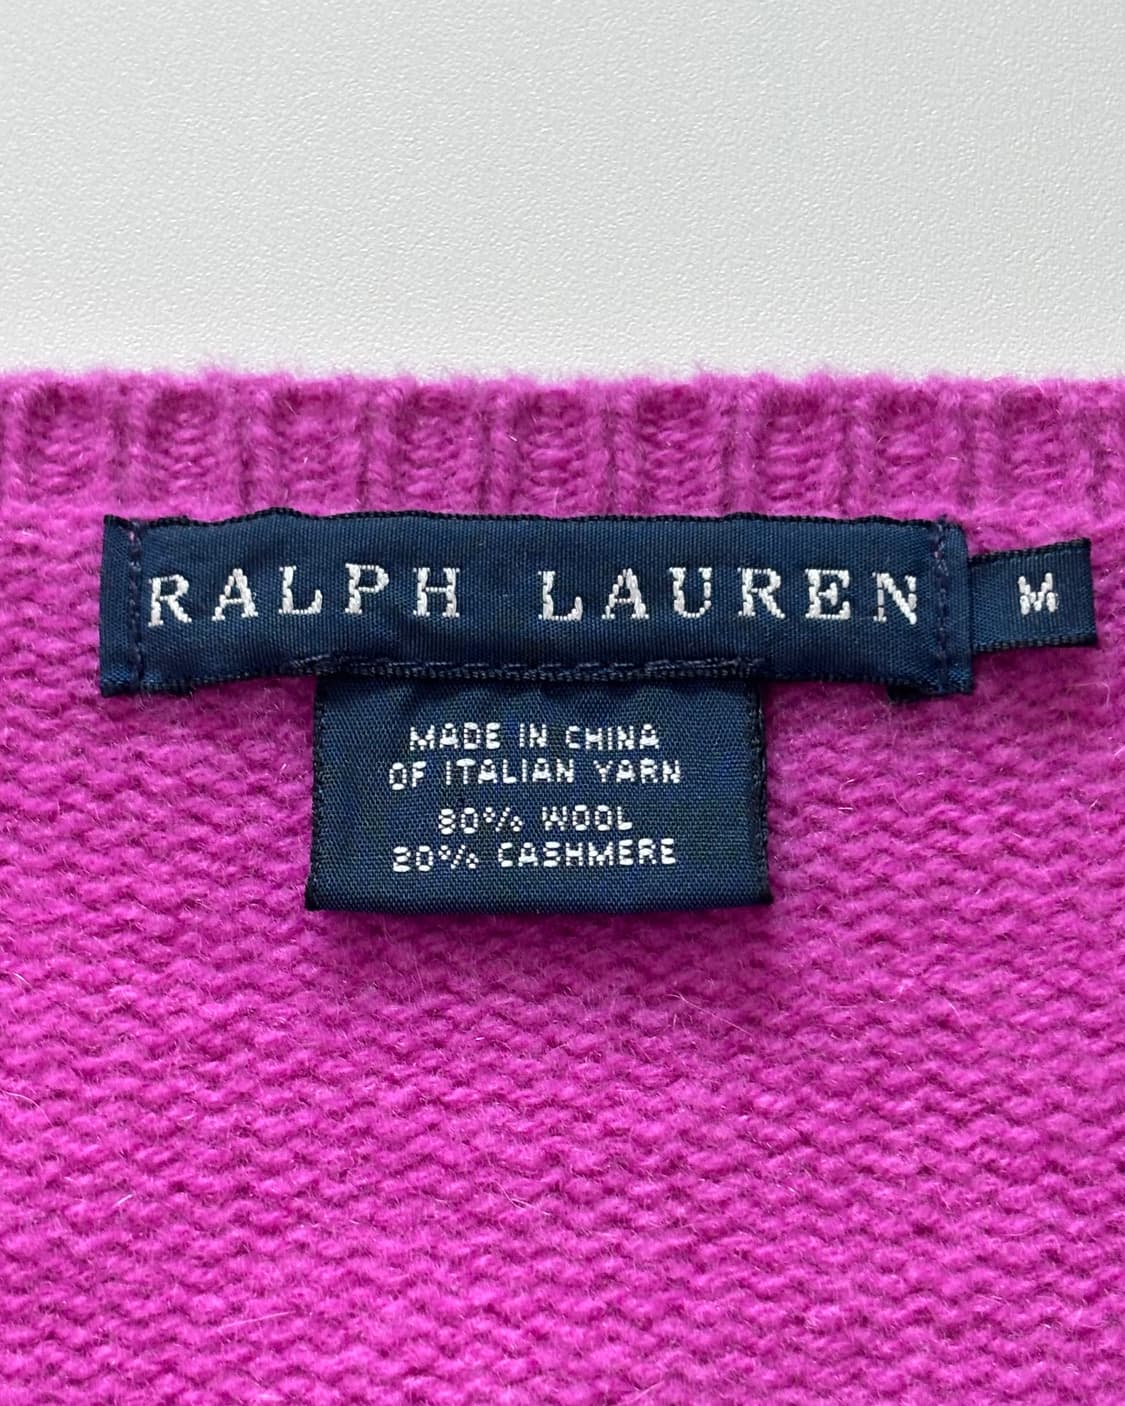 RALPH LAUREN
M
MADE IN CHINA
OF ITALIAN YARN
80% WOOL
20% CASHMERE